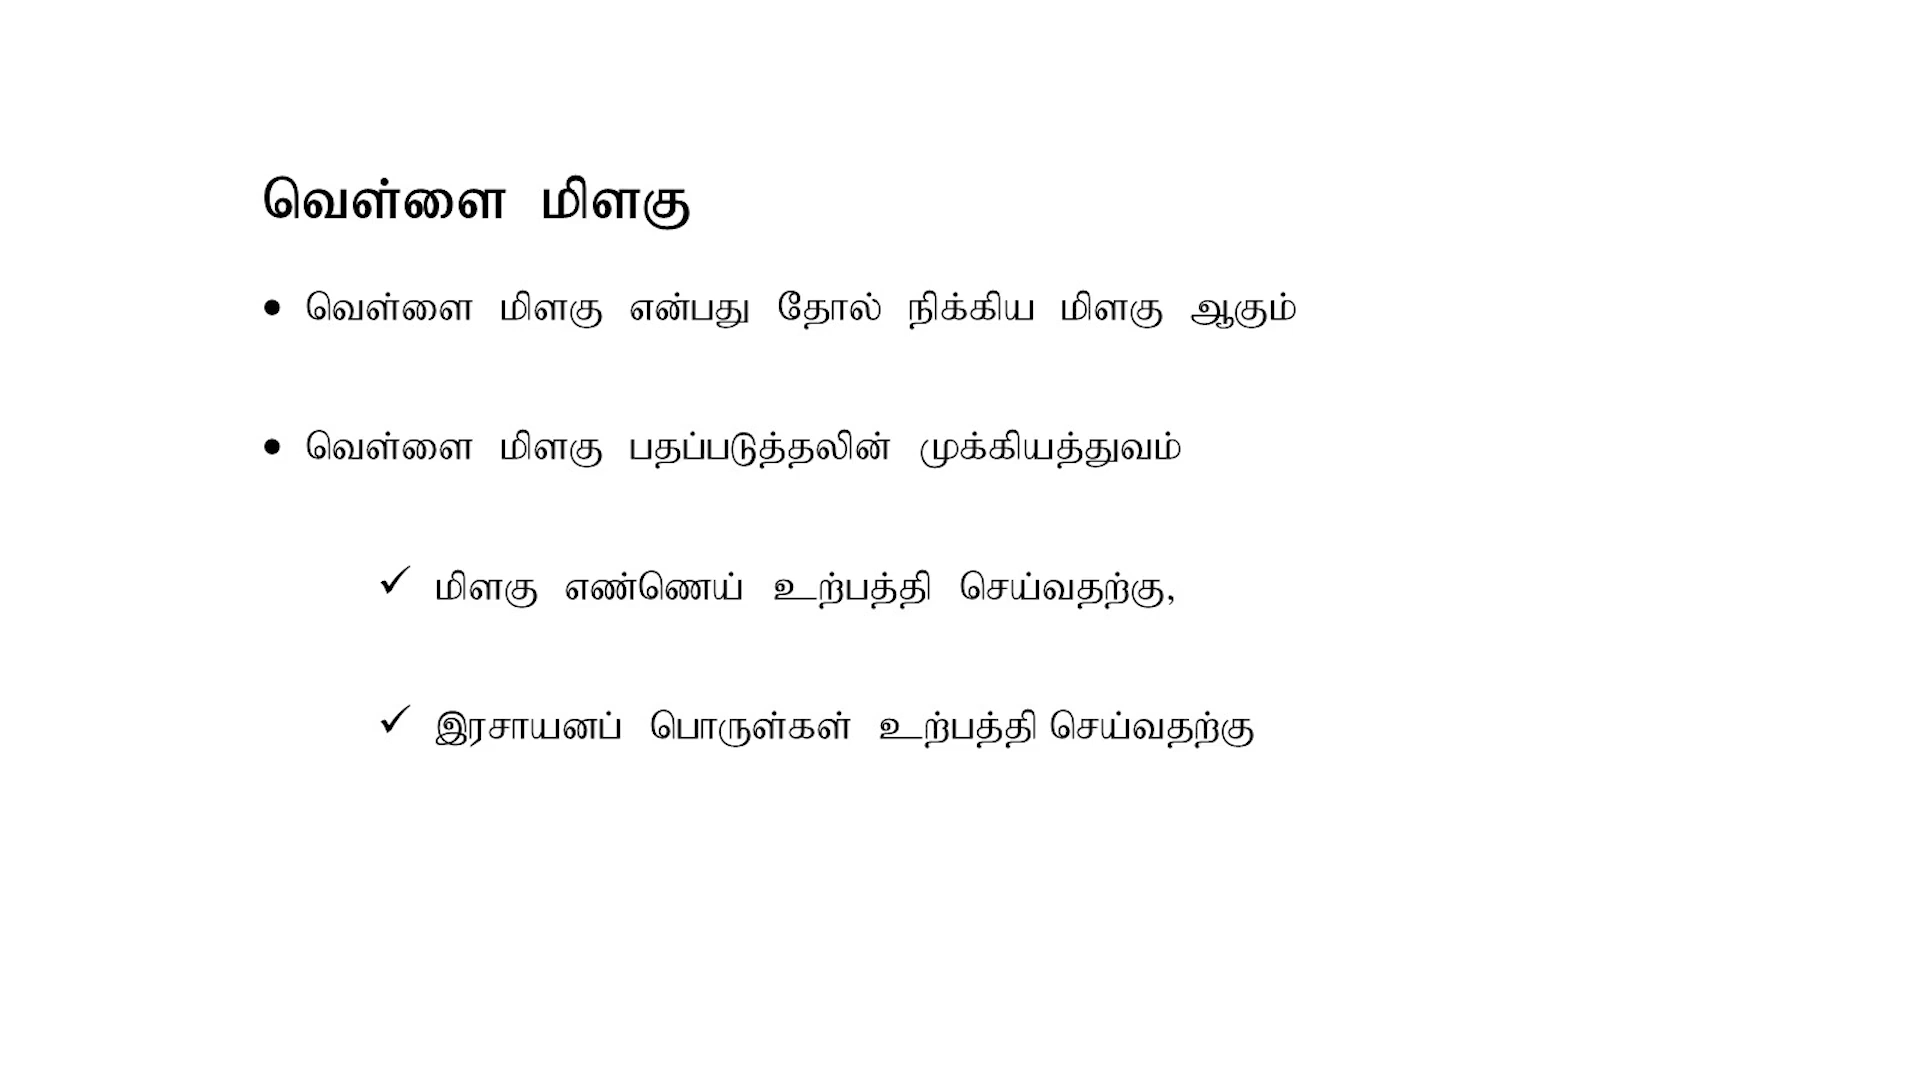 வெள்ளை மிளகு
• வெள்ளை மிளகு என்பது தோல் நிக்கிய மிளகு ஆகும்
• வெள்ளை மிளகு பதப்படுத்தலின் முக்கியத்துவம்
✓ மிளகு எண்ணெய் உற்பத்தி செய்வதற்கு,
✓ இரசாயனப் பொருள்கள் உற்பத்தி செய்வதற்கு